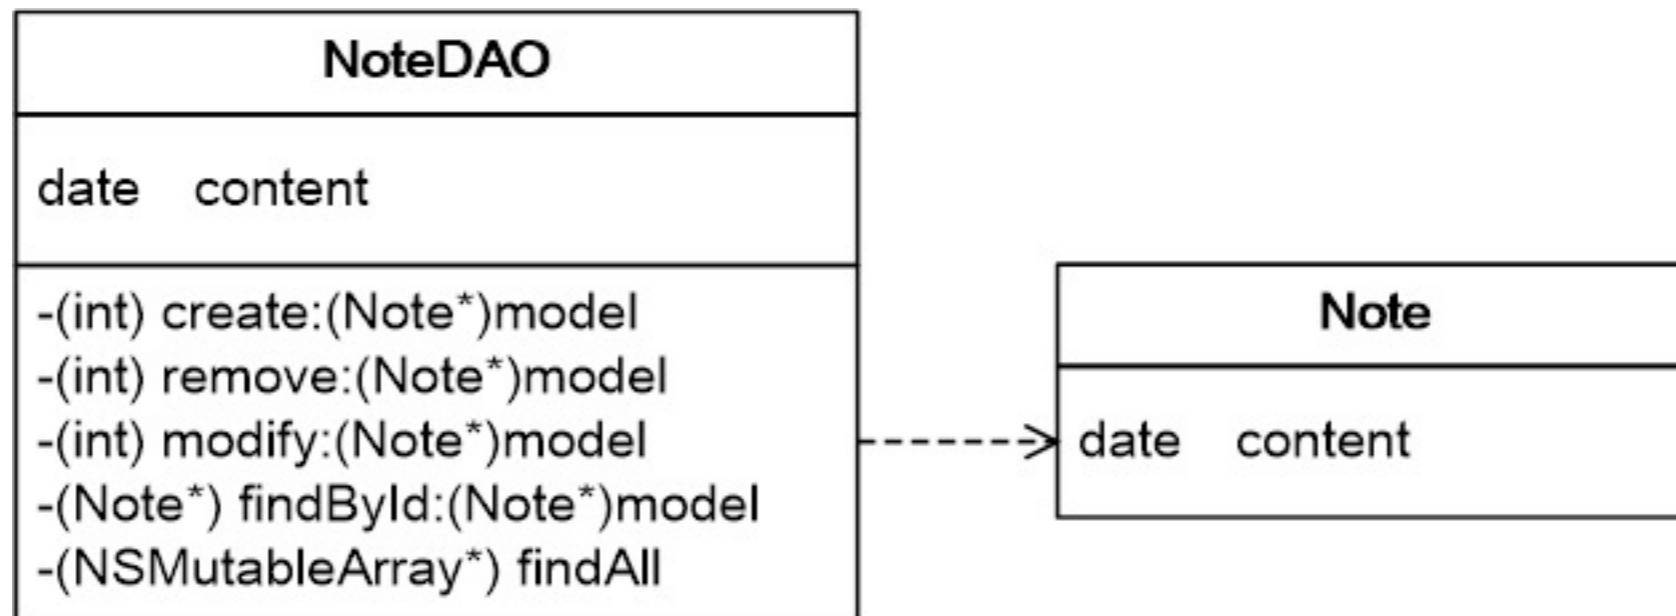 NoteDAO
date content
-(int) create:(Note*)model
-(int) remove:(Note*)model
-(int) modify:(Note*)model
-(Note*) findById:(Note*)model
-(NSMutableArray*) findAll
Note
date content